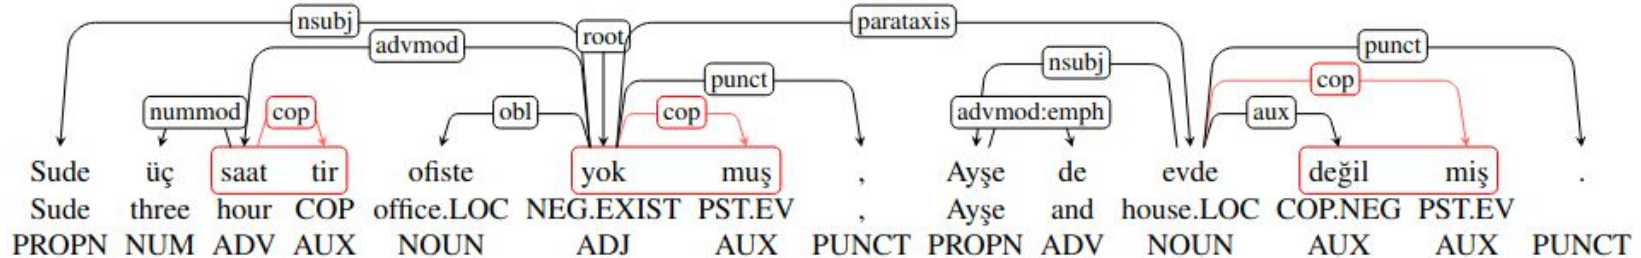 nsubj root parataxis
advmod punct
nsubj
punct cop
nummod cop obl cop advmod:emph aux
Sude üç saat tir ofiste yok muş , Ayşe de evde değil miş .
Sude three hour COP office.LOC NEG.EXIST PST.EV , Ayşe and house.LOC COP.NEG PST.EV
PROPN NUM ADV AUX NOUN ADJ AUX PUNCT PROPN ADV NOUN AUX AUX PUNCT